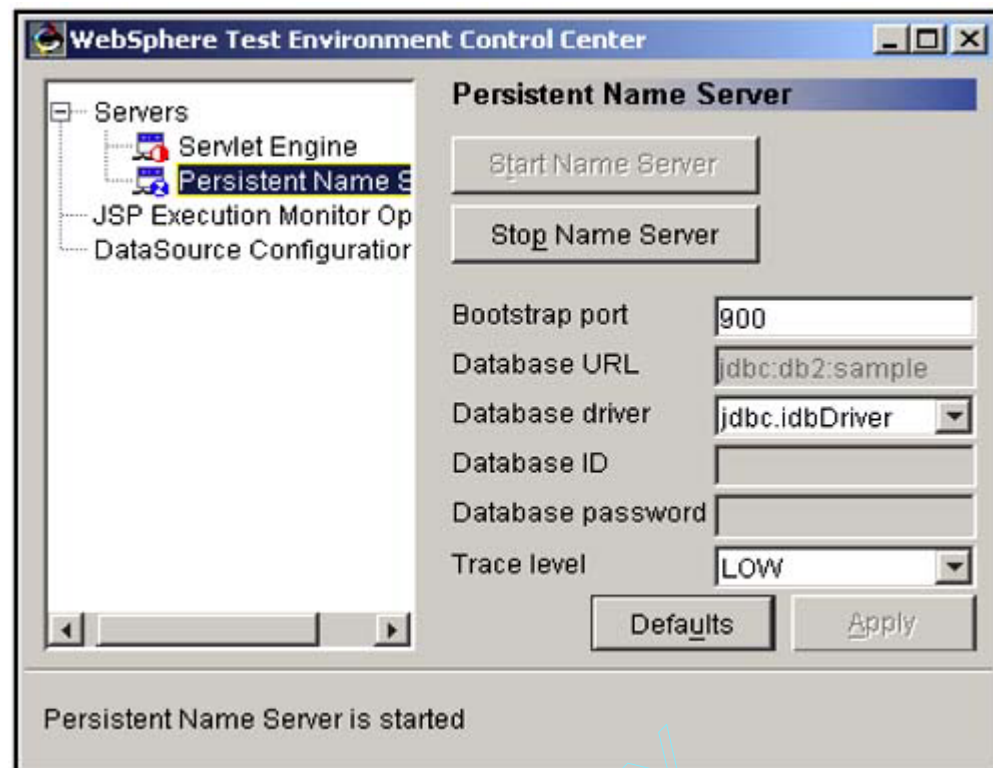 WebSphere Test Environment Control Center
Servers
Servlet Engine
Persistent Name S
JSP Execution Monitor Op
DataSource Configuration
Persistent Name Server
Start Name Server
Stop Name Server
Bootstrap port 900
Database URL jdbc:db2:sample
Database driver jdbc.idbDriver
Database ID
Database password
Trace level LOW
Defaults Apply
Persistent Name Server is started